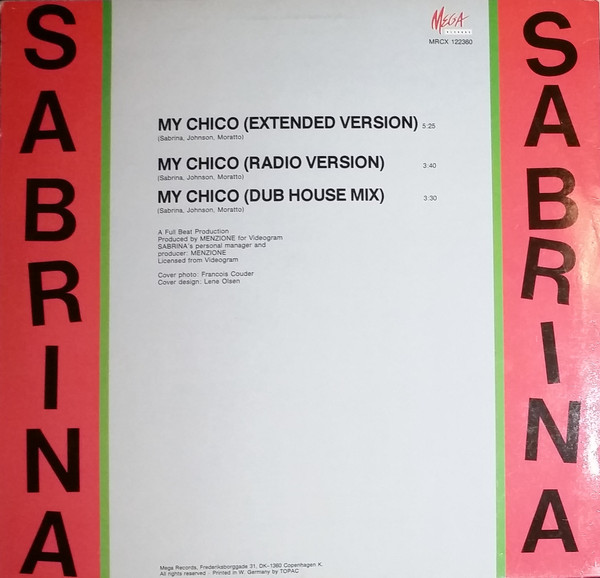 SABRINA
MEGA
RECORDS
MRCX 122360
MY CHICO (EXTENDED VERSION) 5:25
(Sabrina, Johnson, Moratto)
MY CHICO (RADIO VERSION) 3:40
(Sabrina, Johnson, Moratto)
MY CHICO (DUB HOUSE MIX) 3:30
(Sabrina, Johnson, Moratto)
A Full Beat Production
Produced by MENZIONE for Videogram
SABRINA's personal manager and
producer: MENZIONE
Licensed from Videogram
Cover photo: Francois Couder
Cover design: Lene Olsen
Mega Records, Frederiksborggade 31, DK-1360 Copenhagen K.
All rights reserved - Printed in W. Germany by TOPAC
SABRINA